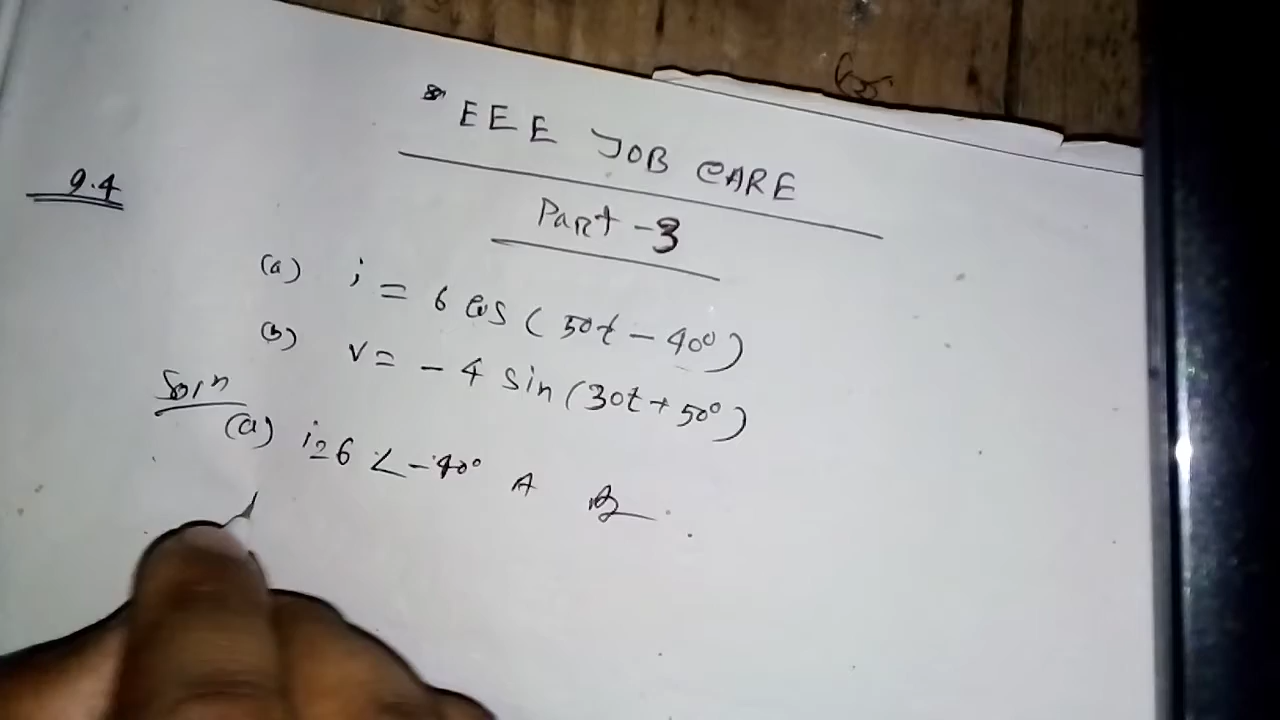 EEE JOB CARE
Part-3
9.4
(a) i = 6 cos (50t - 40°)
(b) v = - 4 sin (30t + 50°)
Solⁿ
(a) i = 6 ∠ -40° A